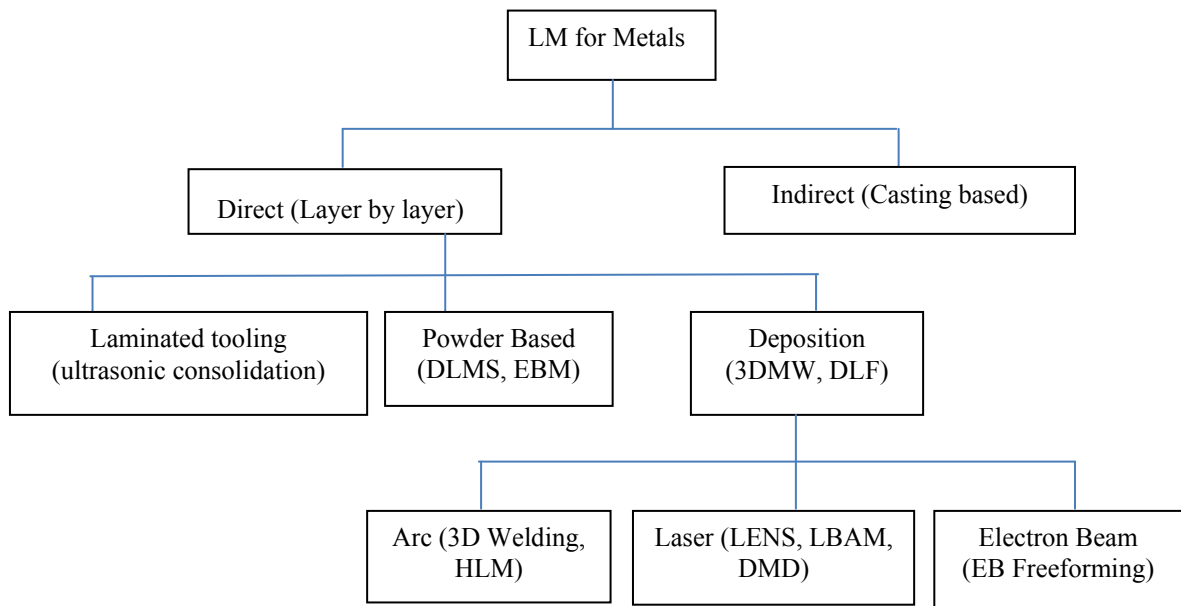 LM for Metals
Direct (Layer by layer)
Indirect (Casting based)
Laminated tooling
(ultrasonic consolidation)
Powder Based
(DLMS, EBM)
Deposition
(3DMW, DLF)
Arc (3D Welding,
HLM)
Laser (LENS, LBAM,
DMD)
Electron Beam
(EB Freeforming)